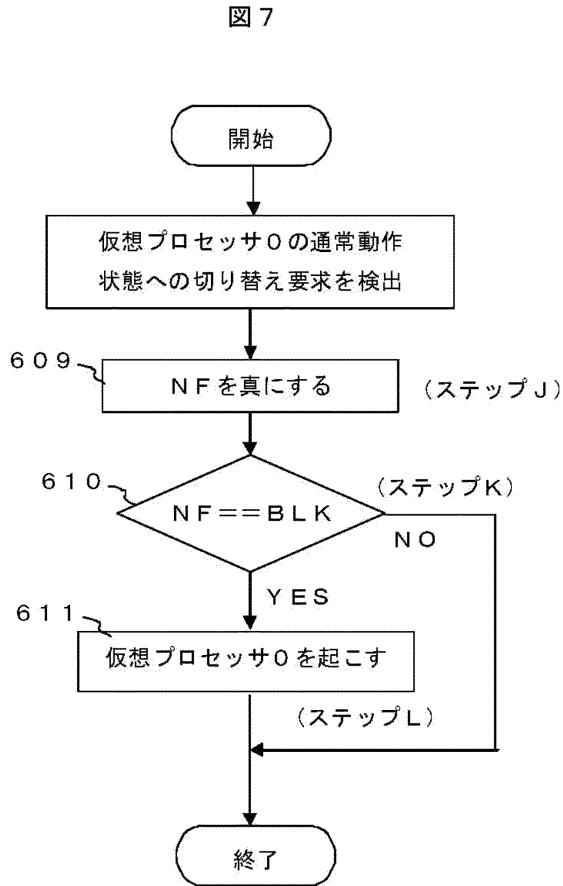 図７
開始
仮想プロセッサ０の通常動作
状態への切り替え要求を検出
６０９
ＮＦを真にする
（ステップＪ）
６１０
（ステップＫ）
ＮＦ＝＝ＢＬＫ
ＮＯ
ＹＥＳ
６１１
仮想プロセッサ０を起こす
（ステップＬ）
終了